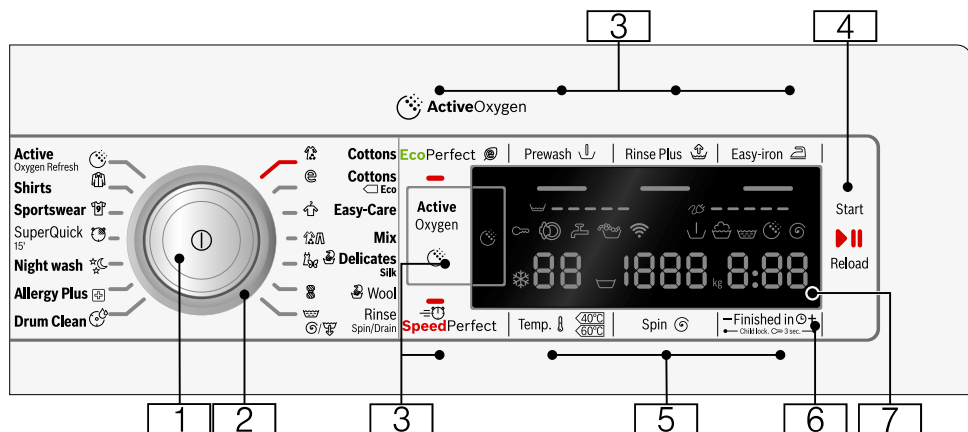 3
4
ActiveOxygen
Active
Oxygen Refresh
Shirts
Sportswear
SuperQuick
15'
Night wash
Allergy Plus
Drum Clean
Cottons
Cottons
Eco
Easy-Care
Mix
Delicates
Silk
Wool
Rinse
Spin/Drain
EcoPerfect
Prewash
Rinse Plus
Easy-iron
Active
Oxygen
88 1888 kg 8:88
SpeedPerfect
Temp.
40°C
60°C
Spin
– Finished in +
Child lock. 3 sec.
Start
Reload
1
2
3
5
6
7